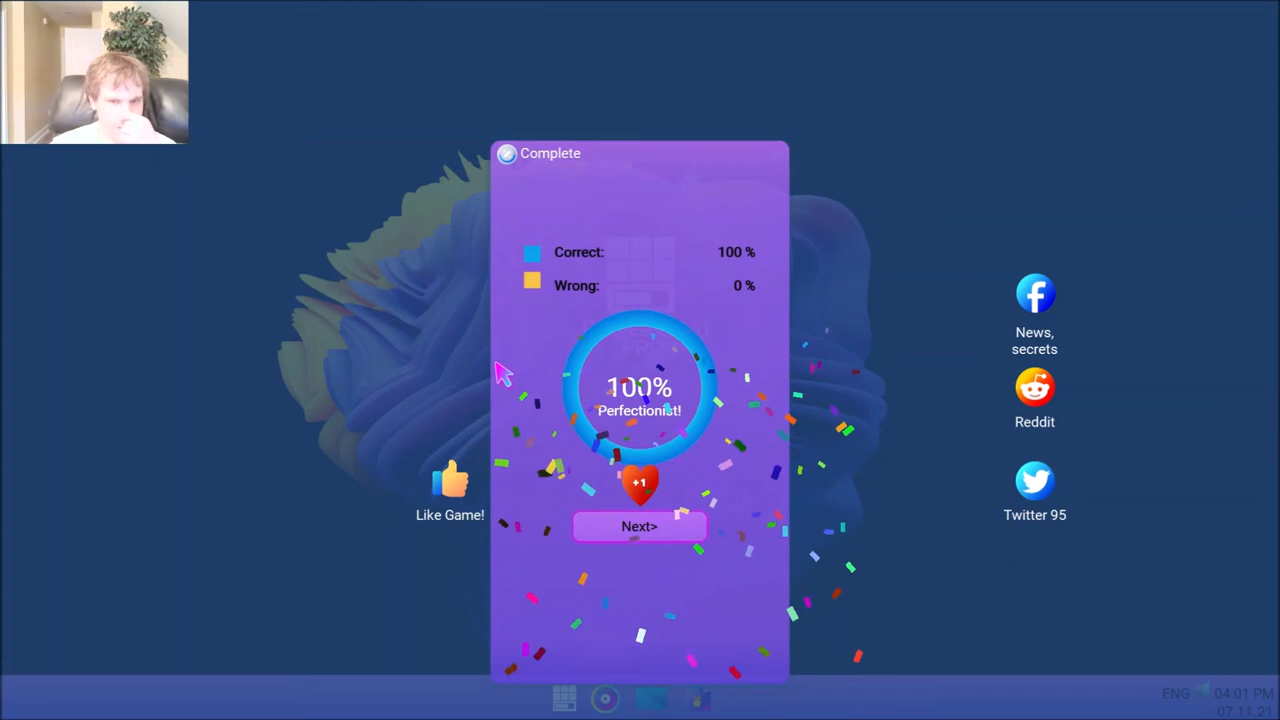 Complete
Correct: 100 %
Wrong: 0 %
100%
Perfectionist!
+1
Next>
Like Game!
News,
secrets
Reddit
Twitter 95
ENG 04:01 PM
07.11.21